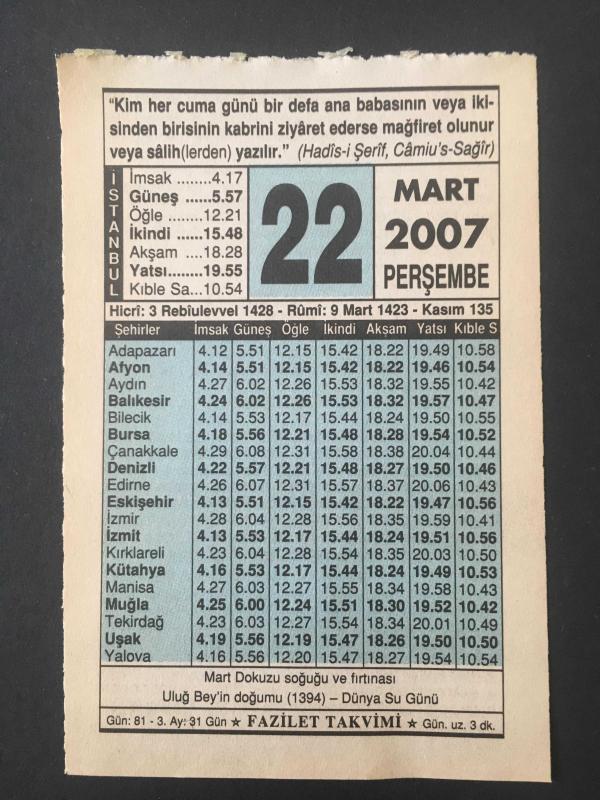 “Kim her cuma günü bir defa ana babasının veya iki-
sinden birisinin kabrini ziyâret ederse mağfiret olunur
veya sâlih(lerden) yazılır.” (Hadîs-i Şerîf, Câmiu's-Sağîr)
İSTANBUL
İmsak ........4.17
Güneş ......5.57
Öğle .......12.21
İkindi ......15.48
Akşam ....18.28
Yatsı........19.55
Kıble Sa...10.54
22
MART
2007
PERŞEMBE
Hicrî: 3 Rebîulevvel 1428 - Rûmî: 9 Mart 1423 - Kasım 135
Şehirler İmsak Güneş Öğle İkindi Akşam Yatsı Kıble S
Adapazarı 4.12 5.51 12.15 15.42 18.22 19.49 10.58
Afyon 4.14 5.51 12.15 15.42 18.22 19.46 10.54
Aydın 4.27 6.02 12.26 15.53 18.32 19.55 10.42
Balıkesir 4.24 6.02 12.26 15.53 18.32 19.57 10.47
Bilecik 4.14 5.53 12.17 15.44 18.24 19.50 10.55
Bursa 4.18 5.56 12.21 15.48 18.28 19.54 10.52
Çanakkale 4.29 6.08 12.31 15.58 18.38 20.04 10.44
Denizli 4.22 5.57 12.21 15.48 18.27 19.50 10.46
Edirne 4.26 6.07 12.31 15.57 18.37 20.06 10.43
Eskişehir 4.13 5.51 12.15 15.42 18.22 19.47 10.56
İzmir 4.28 6.04 12.28 15.56 18.35 19.59 10.41
İzmit 4.13 5.53 12.17 15.44 18.24 19.51 10.56
Kırklareli 4.23 6.04 12.28 15.54 18.35 20.03 10.50
Kütahya 4.16 5.53 12.17 15.44 18.24 19.49 10.53
Manisa 4.27 6.03 12.27 15.55 18.34 19.58 10.43
Muğla 4.25 6.00 12.24 15.51 18.30 19.52 10.42
Tekirdağ 4.23 6.03 12.27 15.54 18.34 20.01 10.49
Uşak 4.19 5.56 12.19 15.47 18.26 19.50 10.50
Yalova 4.16 5.56 12.20 15.47 18.27 19.54 10.54
Mart Dokuzu soğuğu ve fırtınası
Uluğ Bey'in doğumu (1394) – Dünya Su Günü
Gün: 81 - 3. Ay: 31 Gün ★ FAZİLET TAKVİMİ ★ Gün. uz. 3 dk.